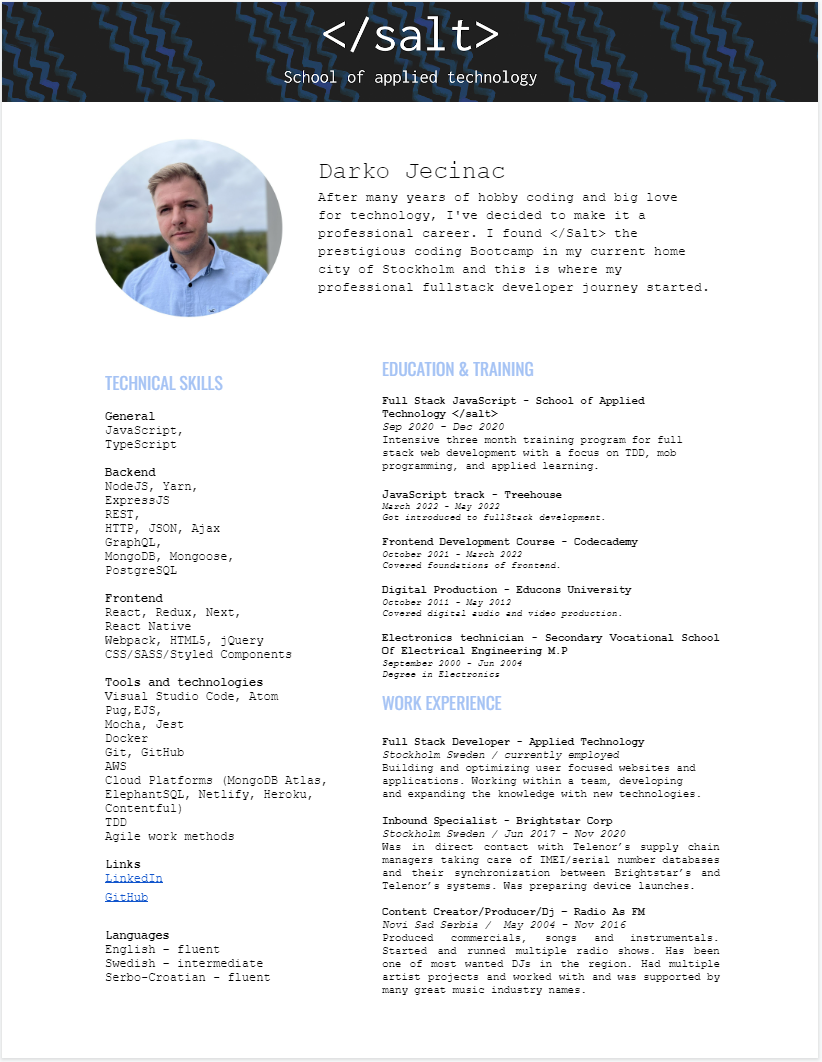 </salt>
School of applied technology
Darko Jecinac
After many years of hobby coding and big love
for technology, I've decided to make it a
professional career. I found </Salt> the
prestigious coding Bootcamp in my current home
city of Stockholm and this is where my
professional fullstack developer journey started.
TECHNICAL SKILLS
General
JavaScript,
TypeScript
Backend
NodeJS, Yarn,
ExpressJS
REST,
HTTP, JSON, Ajax
GraphQL,
MongoDB, Mongoose,
PostgreSQL
Frontend
React, Redux, Next,
React Native
Webpack, HTML5, jQuery
CSS/SASS/Styled Components
Tools and technologies
Visual Studio Code, Atom
Pug,EJS,
Mocha, Jest
Docker
Git, GitHub
AWS
Cloud Platforms (MongoDB Atlas,
ElephantSQL, Netlify, Heroku,
Contentful)
TDD
Agile work methods
Links
LinkedIn
GitHub
Languages
English - fluent
Swedish - intermediate
Serbo-Croatian - fluent
EDUCATION & TRAINING
Full Stack JavaScript - School of Applied
Technology </salt>
Sep 2020 - Dec 2020
Intensive three month training program for full
stack web development with a focus on TDD, mob
programming, and applied learning.
JavaScript track - Treehouse
March 2022 - May 2022
Got introduced to fullStack development.
Frontend Development Course - Codecademy
October 2021 - March 2022
Covered foundations of frontend.
Digital Production - Educons University
October 2011 - May 2012
Covered digital audio and video production.
Electronics technician - Secondary Vocational School
Of Electrical Engineering M.P
September 2000 - Jun 2004
Degree in Electronics
WORK EXPERIENCE
Full Stack Developer - Applied Technology
Stockholm Sweden / currently employed
Building and optimizing user focused websites and
applications. Working within a team, developing
and expanding the knowledge with new technologies.
Inbound Specialist - Brightstar Corp
Stockholm Sweden / Jun 2017 - Nov 2020
Was in direct contact with Telenor's supply chain
managers taking care of IMEI/serial number databases
and their synchronization between Brightstar's and
Telenor's systems. Was preparing device launches.
Content Creator/Producer/Dj - Radio As FM
Novi Sad Serbia / May 2004 - Nov 2016
Produced commercials, songs and instrumentals.
Started and runned multiple radio shows. Has been
one of most wanted DJs in the region. Had multiple
artist projects and worked with and was supported by
many great music industry names.